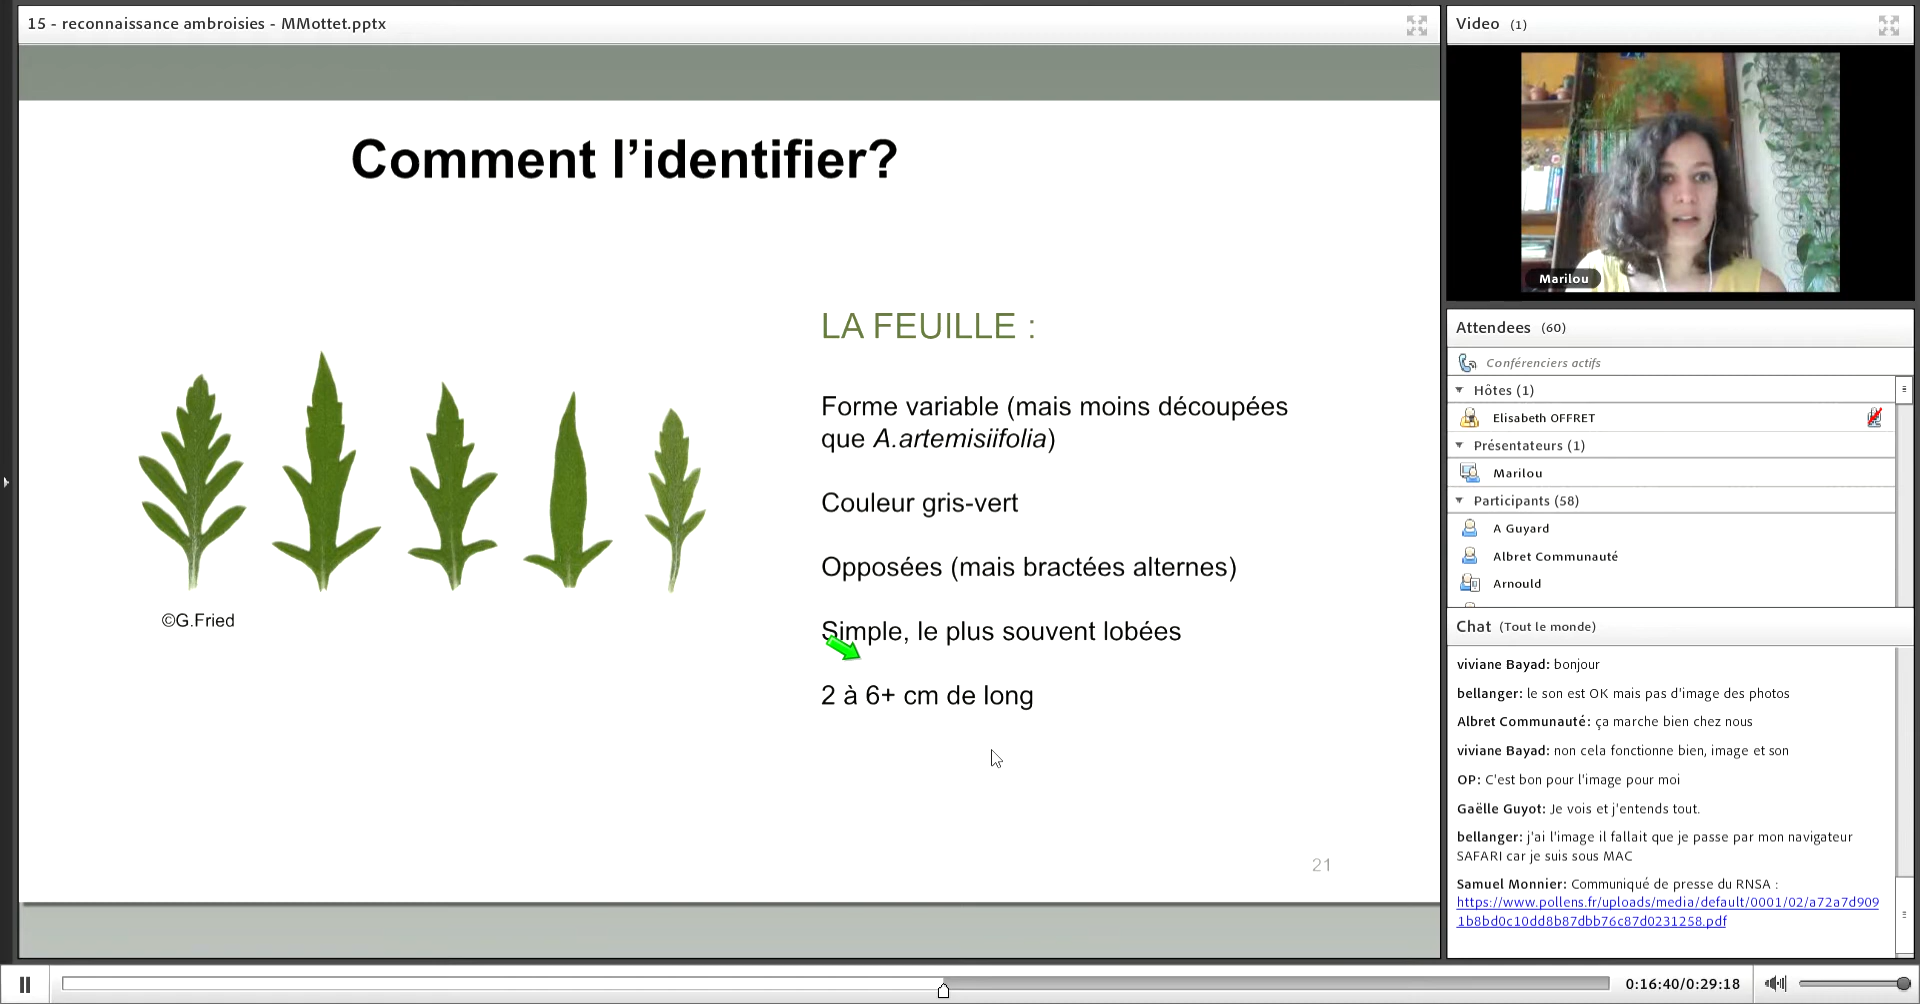 15 - reconnaissance ambroisies - MMottet.pptx
Comment l’identifier?
LA FEUILLE :
Forme variable (mais moins découpées
que A.artemisiifolia)
Couleur gris-vert
Opposées (mais bractées alternes)
Simple, le plus souvent lobées
2 à 6+ cm de long
©G.Fried
21
Video (1)
Marilou
Attendees (60)
Conférenciers actifs
Hôtes (1)
Elisabeth OFFRET
Présentateurs (1)
Marilou
Participants (58)
A Guyard
Albret Communauté
Arnould
Chat (Tout le monde)
viviane Bayad: bonjour
bellanger: le son est OK mais pas d'image des photos
Albret Communauté: ça marche bien chez nous
viviane Bayad: non cela fonctionne bien, image et son
OP: C'est bon pour l'image pour moi
Gaëlle Guyot: Je vois et j'entends tout.
bellanger: j'ai l'image il fallait que je passe par mon navigateur
SAFARI car je suis sous MAC
Samuel Monnier: Communiqué de presse du RNSA :
https://www.pollens.fr/uploads/media/default/0001/02/a72a7d909
1b8bd0c10dd8b87dbb76c87d0231258.pdf
0:16:40/0:29:18